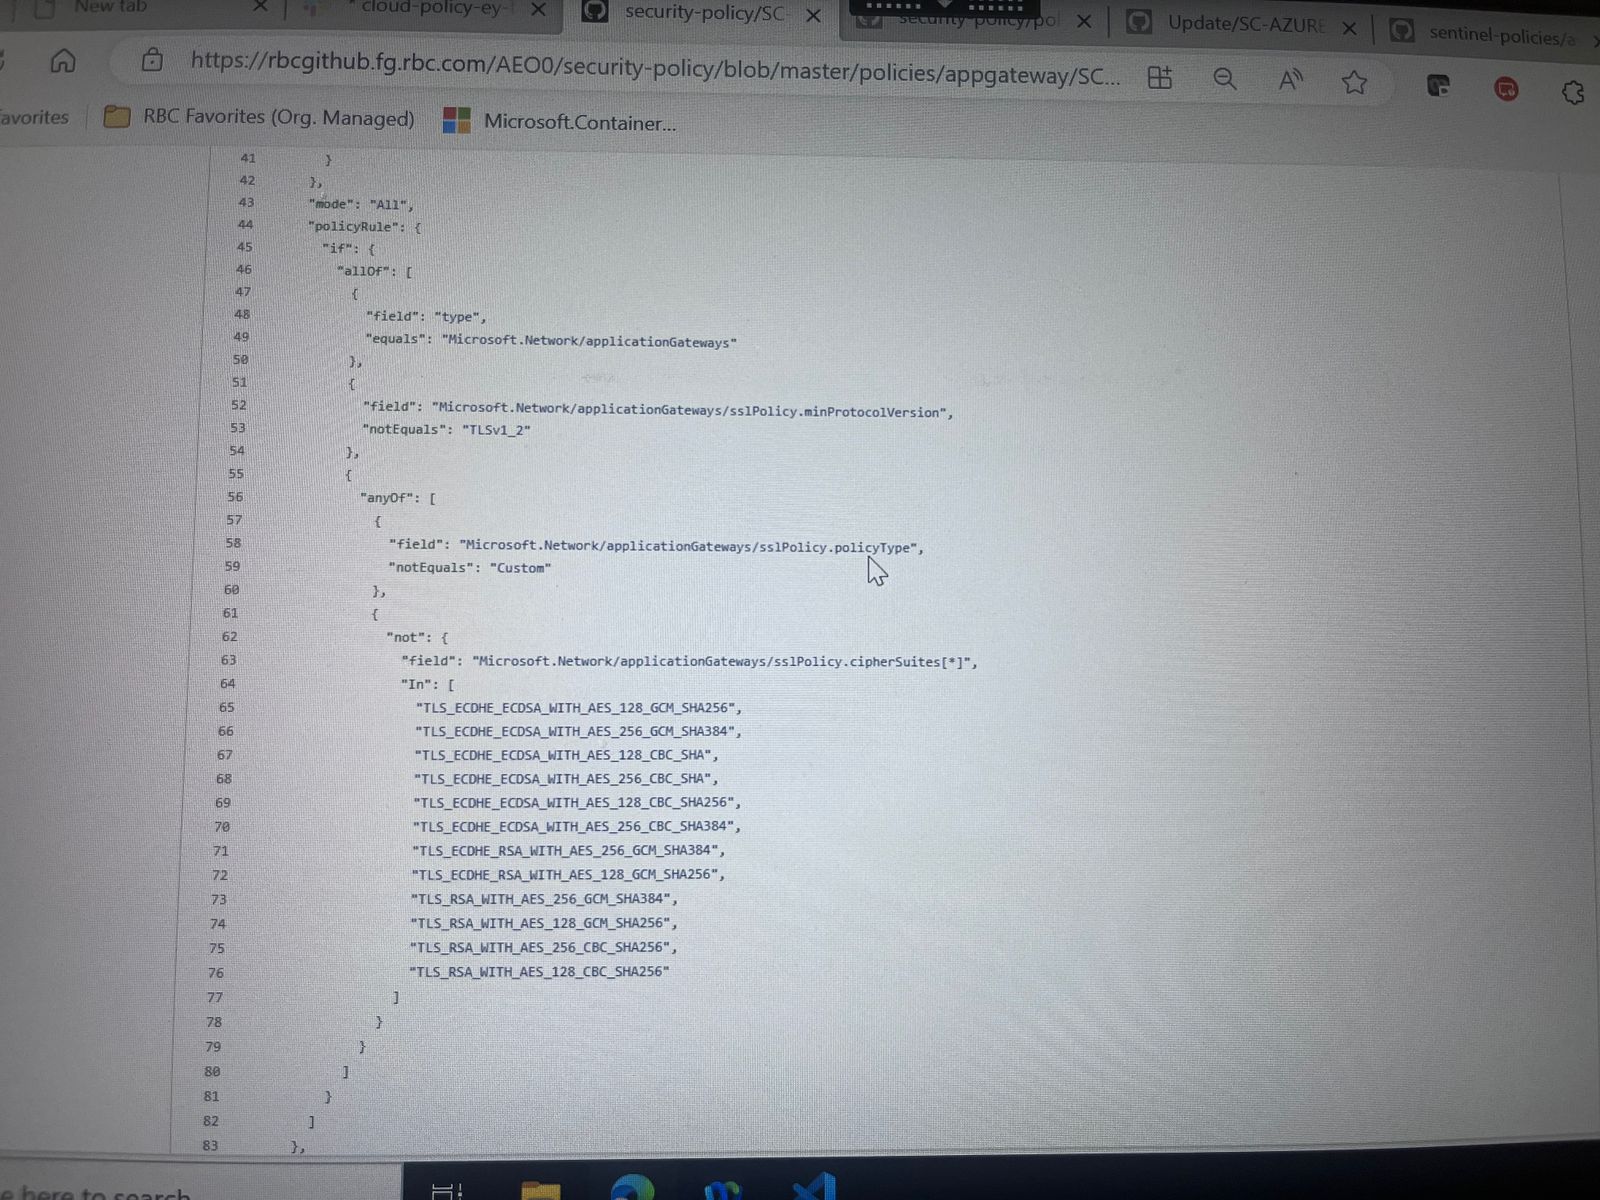 New tab
cloud-policy-ey-
security-policy/SC-
security-policy/pol
Update/SC-AZURE
sentinel-policies/a
https://rbcgithub.fg.rbc.com/AEO0/security-policy/blob/master/policies/appgateway/SC...
avorites
RBC Favorites (Org. Managed)
Microsoft.Container...
41 }
42 },
43 "mode": "All",
44 "policyRule": {
45 "if": {
46 "allOf": [
47 {
48 "field": "type",
49 "equals": "Microsoft.Network/applicationGateways"
50 },
51 {
52 "field": "Microsoft.Network/applicationGateways/sslPolicy.minProtocolVersion",
53 "notEquals": "TLSv1_2"
54 },
55 {
56 "anyOf": [
57 {
58 "field": "Microsoft.Network/applicationGateways/sslPolicy.policyType",
59 "notEquals": "Custom"
60 },
61 {
62 "not": {
63 "field": "Microsoft.Network/applicationGateways/sslPolicy.cipherSuites[*]",
64 "In": [
65 "TLS_ECDHE_ECDSA_WITH_AES_128_GCM_SHA256",
66 "TLS_ECDHE_ECDSA_WITH_AES_256_GCM_SHA384",
67 "TLS_ECDHE_ECDSA_WITH_AES_128_CBC_SHA",
68 "TLS_ECDHE_ECDSA_WITH_AES_256_CBC_SHA",
69 "TLS_ECDHE_ECDSA_WITH_AES_128_CBC_SHA256",
70 "TLS_ECDHE_ECDSA_WITH_AES_256_CBC_SHA384",
71 "TLS_ECDHE_RSA_WITH_AES_256_GCM_SHA384",
72 "TLS_ECDHE_RSA_WITH_AES_128_GCM_SHA256",
73 "TLS_RSA_WITH_AES_256_GCM_SHA384",
74 "TLS_RSA_WITH_AES_128_GCM_SHA256",
75 "TLS_RSA_WITH_AES_256_CBC_SHA256",
76 "TLS_RSA_WITH_AES_128_CBC_SHA256"
77 ]
78 }
79 }
80 ]
81 }
82 ]
83 },
e here to search